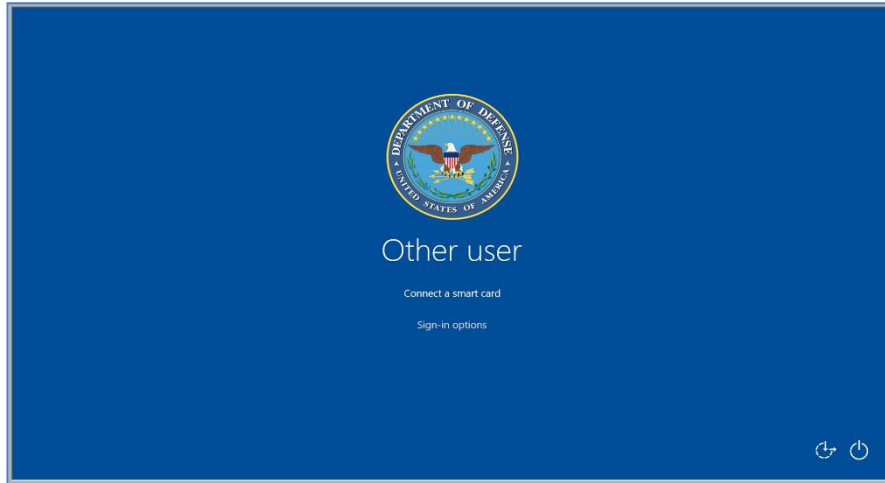 DEPARTMENT OF DEFENSE
UNITED STATES OF AMERICA
Other user
Connect a smart card
Sign-in options